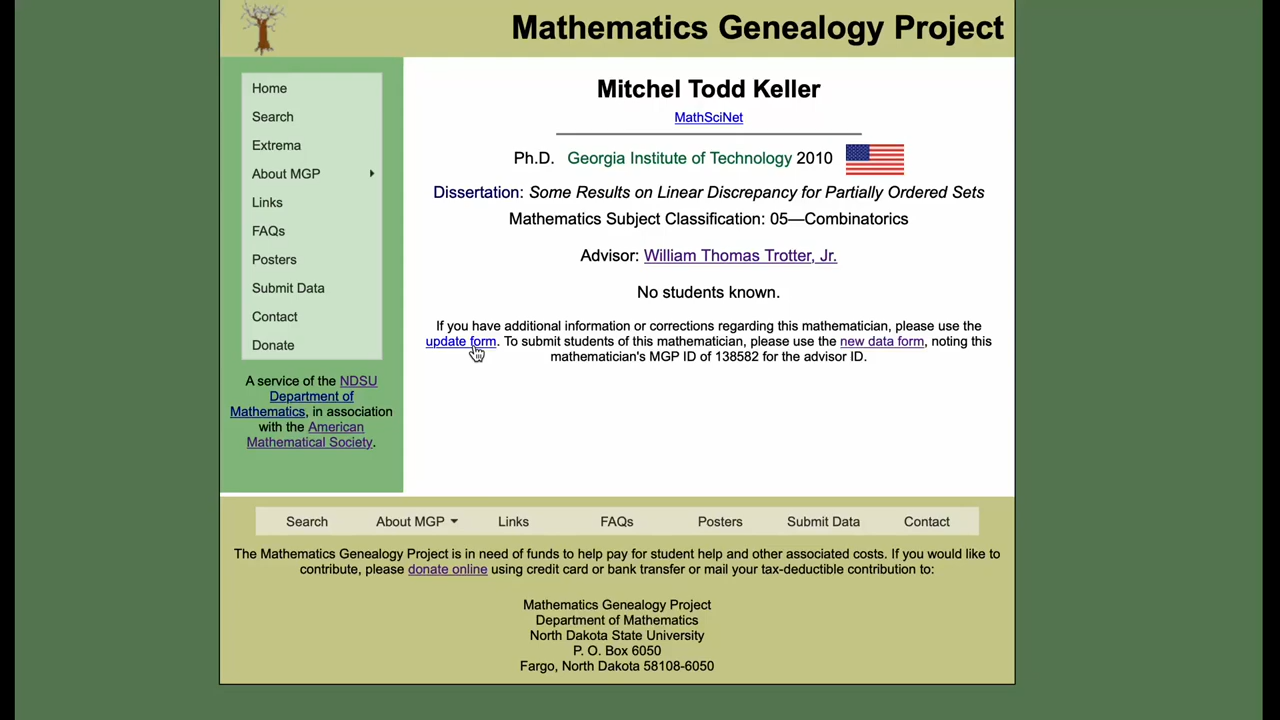 Mathematics Genealogy Project
Home
Search
Extrema
About MGP
Links
FAQs
Posters
Submit Data
Contact
Donate
A service of the NDSU
Department of
Mathematics, in association
with the American
Mathematical Society.
Mitchel Todd Keller
MathSciNet
Ph.D. Georgia Institute of Technology 2010
Dissertation: Some Results on Linear Discrepancy for Partially Ordered Sets
Mathematics Subject Classification: 05—Combinatorics
Advisor: William Thomas Trotter, Jr.
No students known.
If you have additional information or corrections regarding this mathematician, please use the
update form. To submit students of this mathematician, please use the new data form, noting this
mathematician's MGP ID of 138582 for the advisor ID.
Search About MGP Links FAQs Posters Submit Data Contact
The Mathematics Genealogy Project is in need of funds to help pay for student help and other associated costs. If you would like to
contribute, please donate online using credit card or bank transfer or mail your tax-deductible contribution to:
Mathematics Genealogy Project
Department of Mathematics
North Dakota State University
P. O. Box 6050
Fargo, North Dakota 58108-6050